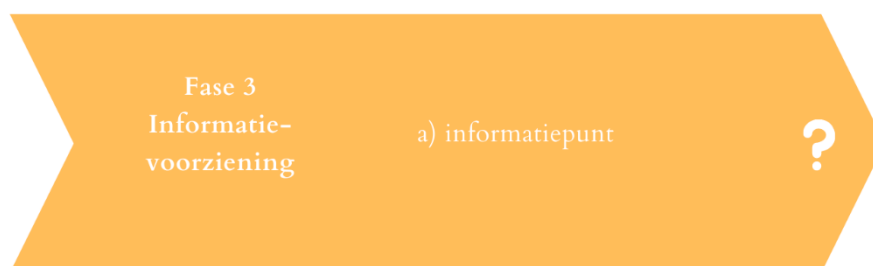 Fase 3
Informatie-
voorziening
a) informatiepunt
?